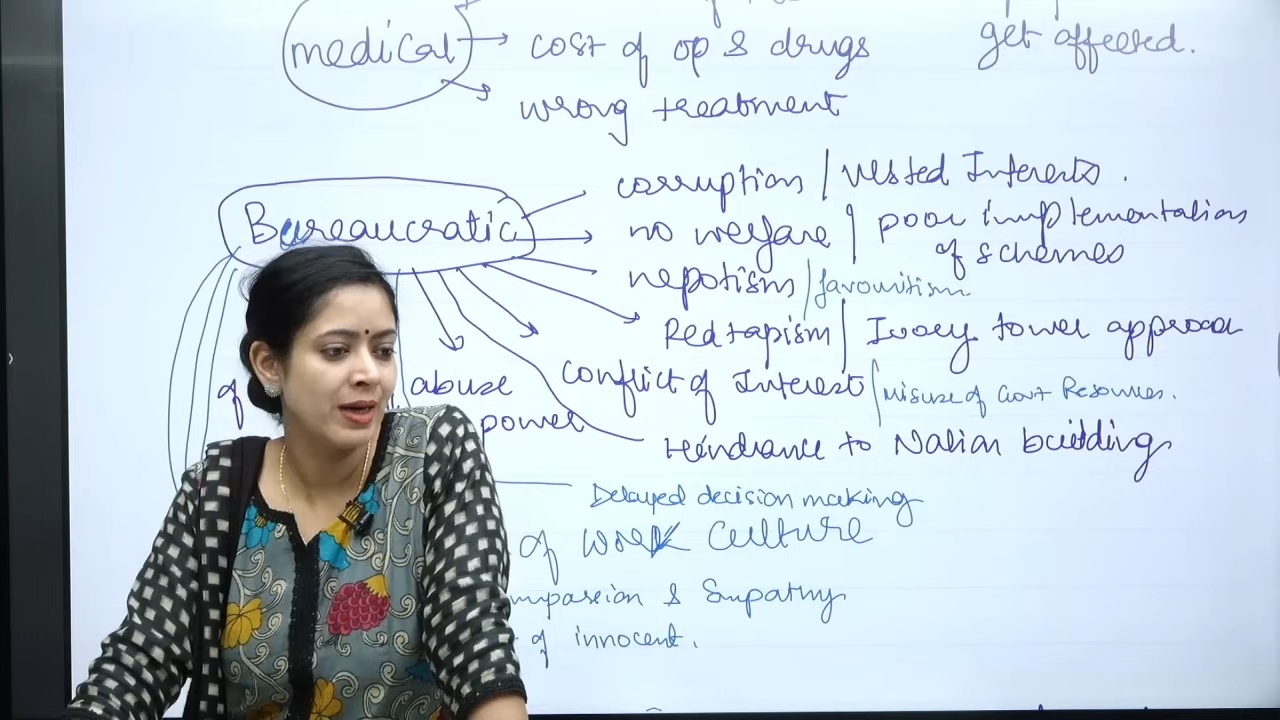 medical → cost of op & drugs
get affected.
wrong treatment
Bureaucratic
corruption / vested Interests.
no welfare / poor implementation
of schemes
nepotism / favouritism
Redtapism / Ivory tower approach
of
abuse
power
conflict of Interest / Misuse of Govt Resources.
Hindrance to Nation building
Delayed decision making
of work culture
mpassion & Empathy
of innocent.